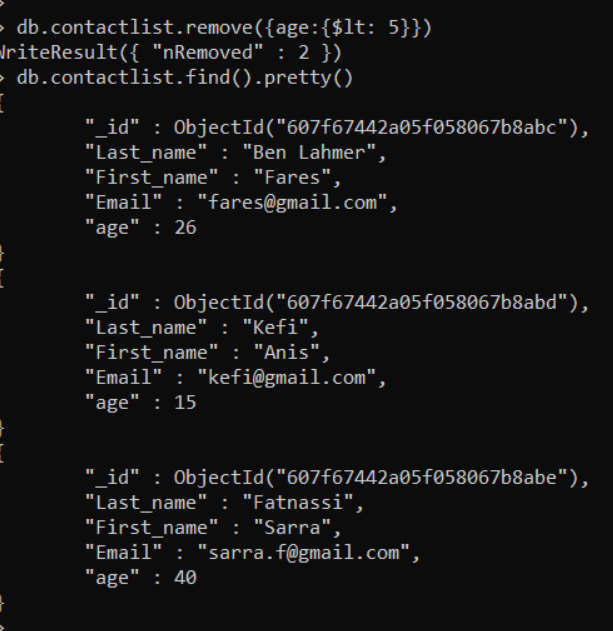 >
> db.contactlist.remove({age:{$lt: 5}})
WriteResult({ "nRemoved" : 2 })
> db.contactlist.find().pretty()
{
"_id" : ObjectId("607f67442a05f058067b8abc"),
"Last_name" : "Ben Lahmer",
"First_name" : "Fares",
"Email" : "fares@gmail.com",
"age" : 26
}
{
"_id" : ObjectId("607f67442a05f058067b8abd"),
"Last_name" : "Kefi",
"First_name" : "Anis",
"Email" : "kefi@gmail.com",
"age" : 15
}
{
"_id" : ObjectId("607f67442a05f058067b8abe"),
"Last_name" : "Fatnassi",
"First_name" : "Sarra",
"Email" : "sarra.f@gmail.com",
"age" : 40
}
>